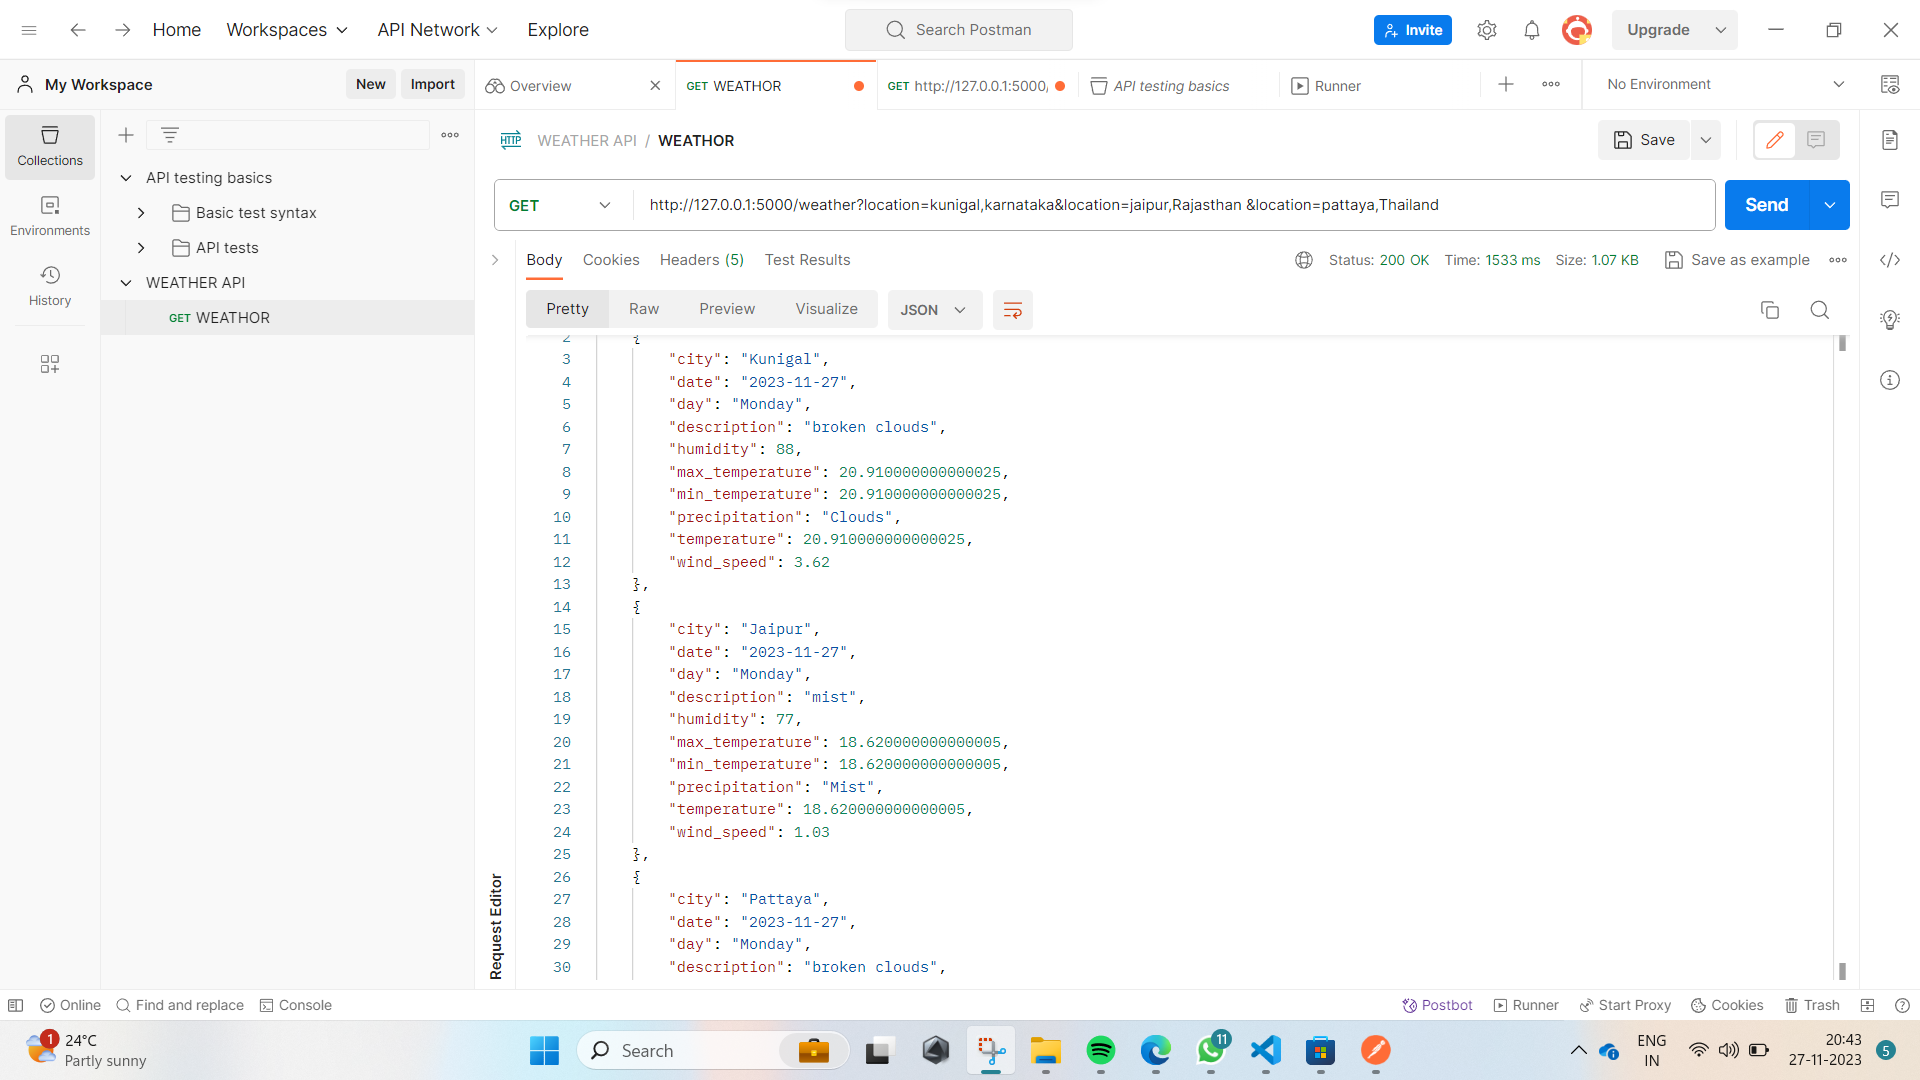 Home Workspaces API Network Explore Search Postman Invite Upgrade
My Workspace New Import Overview GET WEATHOR GET http://127.0.0.1:5000/ API testing basics Runner No Environment
HTTP WEATHER API / WEATHOR Save
Collections
Environments
History
API testing basics
Basic test syntax
API tests
WEATHER API
GET WEATHOR
GET http://127.0.0.1:5000/weather?location=kunigal,karnataka&location=jaipur,Rajasthan &location=pattaya,Thailand Send
Body Cookies Headers (5) Test Results Status: 200 OK Time: 1533 ms Size: 1.07 KB Save as example
Pretty Raw Preview Visualize JSON
2 {
3 "city": "Kunigal",
4 "date": "2023-11-27",
5 "day": "Monday",
6 "description": "broken clouds",
7 "humidity": 88,
8 "max_temperature": 20.910000000000025,
9 "min_temperature": 20.910000000000025,
10 "precipitation": "Clouds",
11 "temperature": 20.910000000000025,
12 "wind_speed": 3.62
13 },
14 {
15 "city": "Jaipur",
16 "date": "2023-11-27",
17 "day": "Monday",
18 "description": "mist",
19 "humidity": 77,
20 "max_temperature": 18.620000000000005,
21 "min_temperature": 18.620000000000005,
22 "precipitation": "Mist",
23 "temperature": 18.620000000000005,
24 "wind_speed": 1.03
25 },
26 {
27 "city": "Pattaya",
28 "date": "2023-11-27",
29 "day": "Monday",
30 "description": "broken clouds",
Request Editor
Online Find and replace Console Postbot Runner Start Proxy Cookies Trash
1 24°C
Partly sunny
Search
11
ENG
IN
20:43
27-11-2023
5